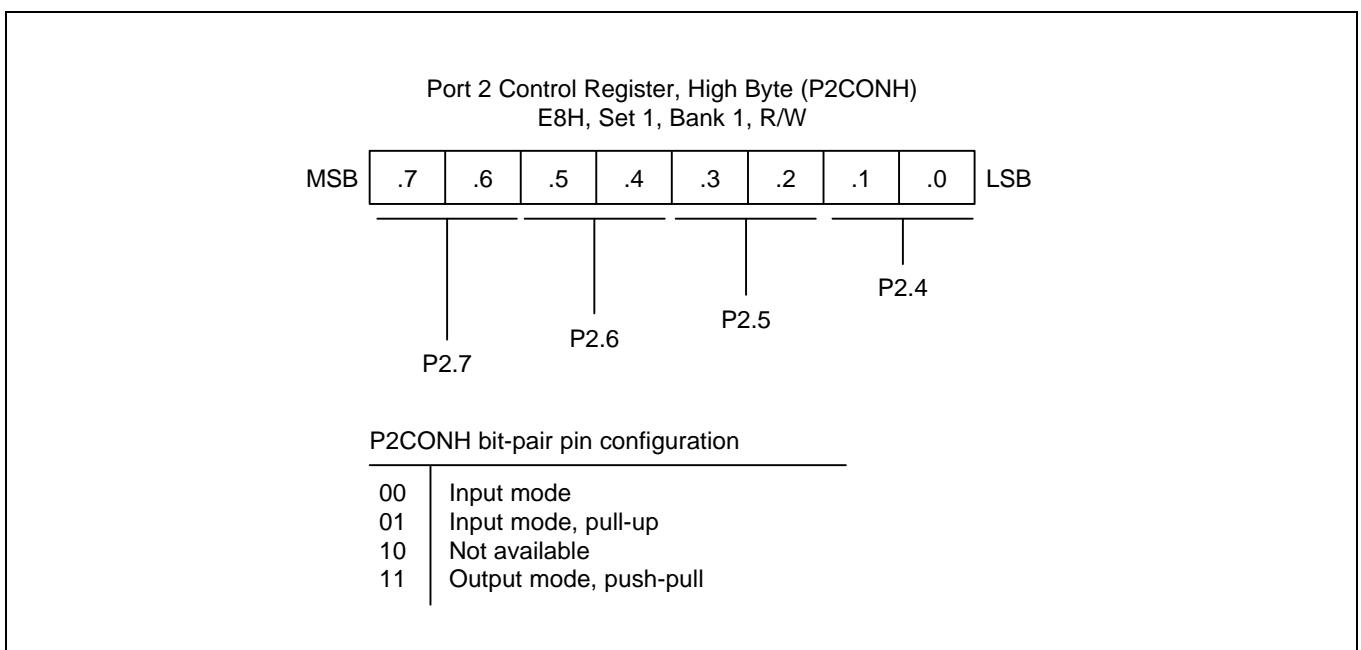 Port 2 Control Register, High Byte (P2CONH)
E8H, Set 1, Bank 1, R/W
MSB .7 .6 .5 .4 .3 .2 .1 .0 LSB
P2.4
P2.5
P2.6
P2.7
P2CONH bit-pair pin configuration
00 Input mode
01 Input mode, pull-up
10 Not available
11 Output mode, push-pull